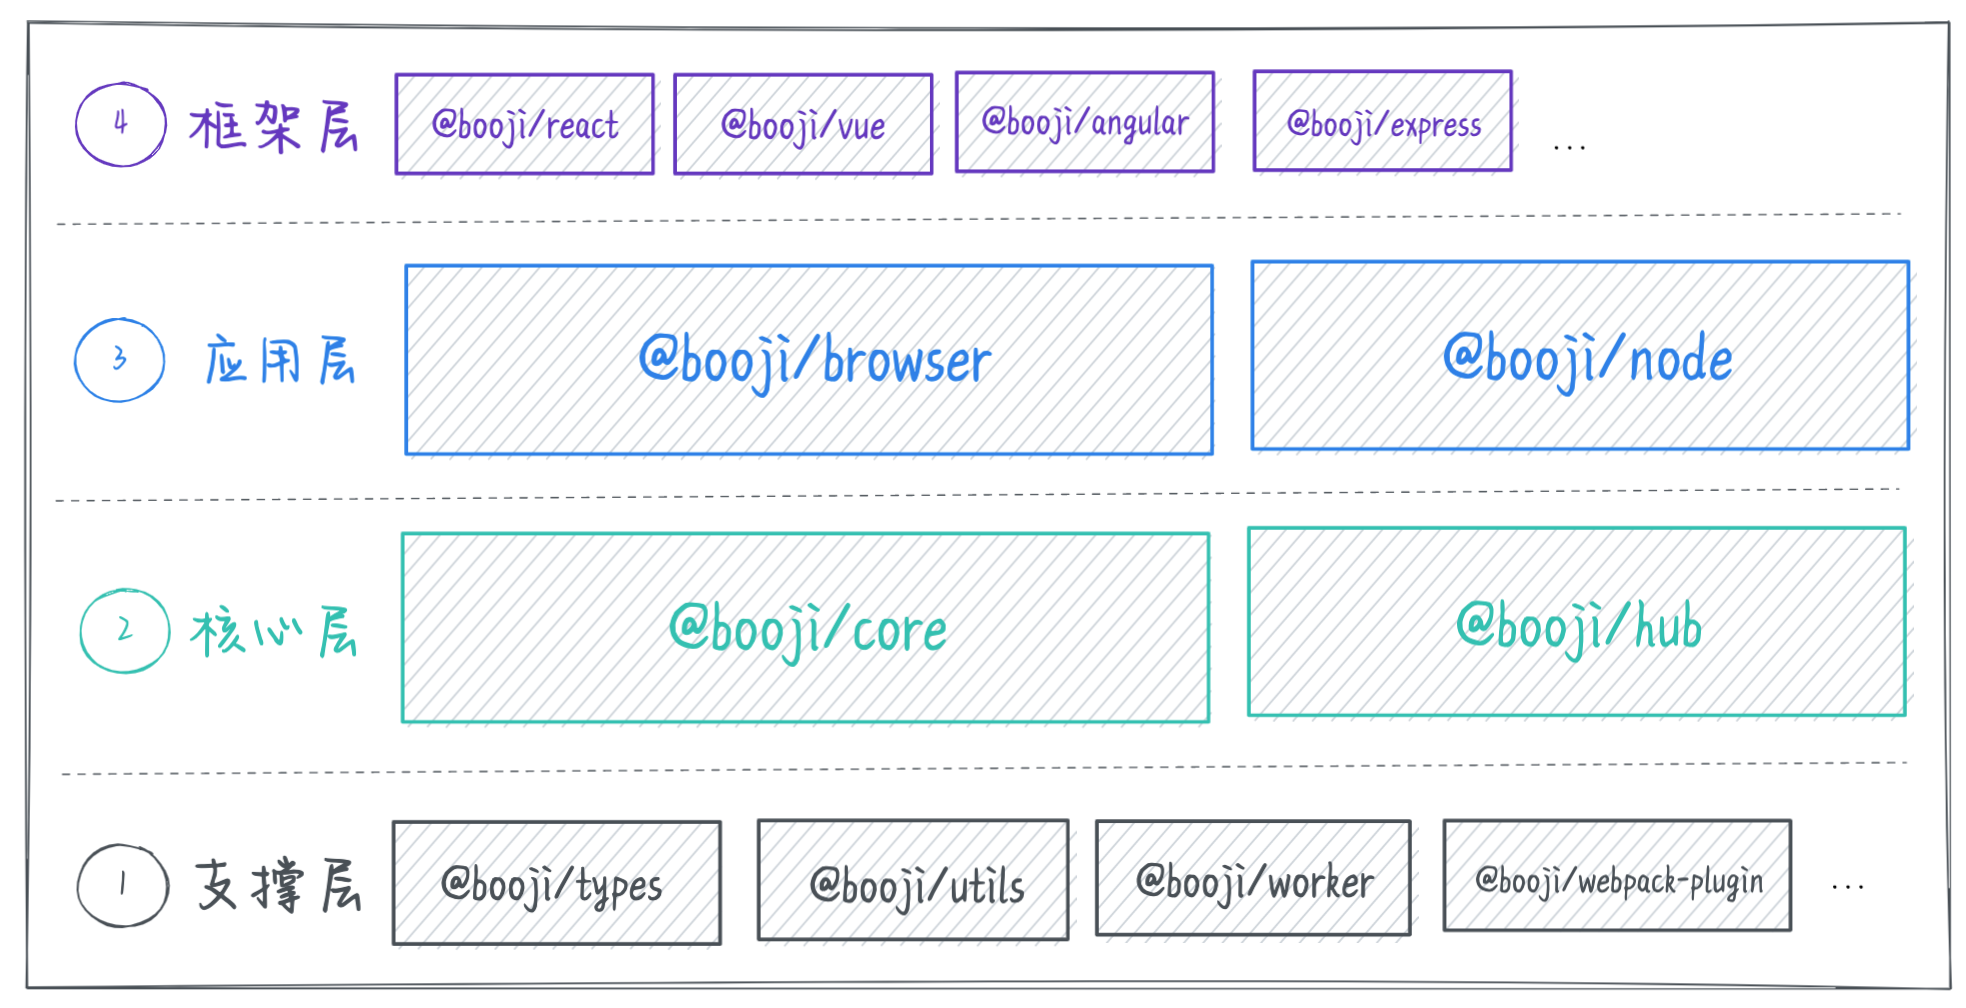 4 框架层 @booji/react @booji/vue @booji/angular @booji/express ...
3 应用层 @booji/browser @booji/node
2 核心层 @booji/core @booji/hub
1 支撑层 @booji/types @booji/utils @booji/worker @booji/webpack-plugin ...